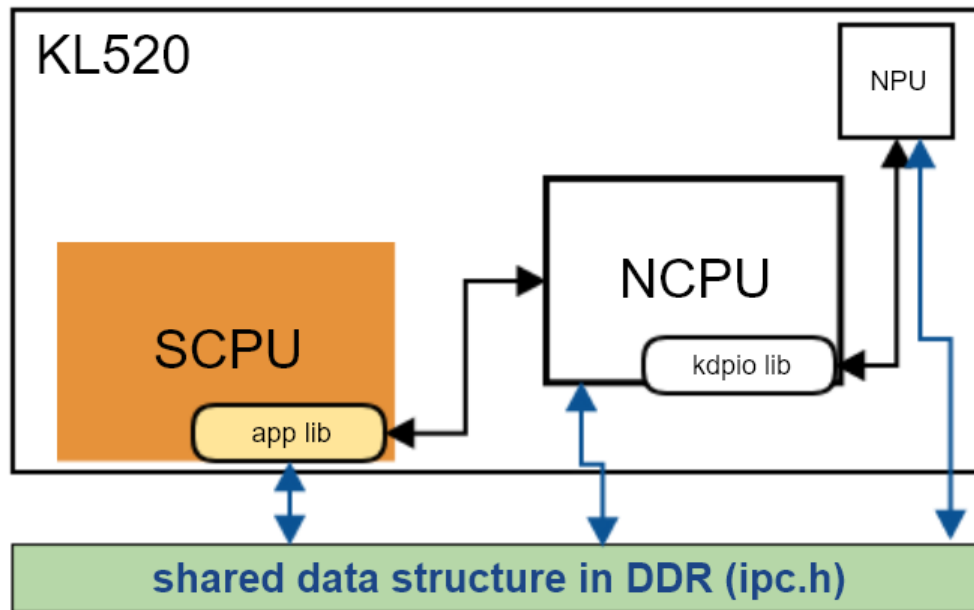 KL520
NPU
NCPU
SCPU
kdpio lib
app lib
shared data structure in DDR (ipc.h)